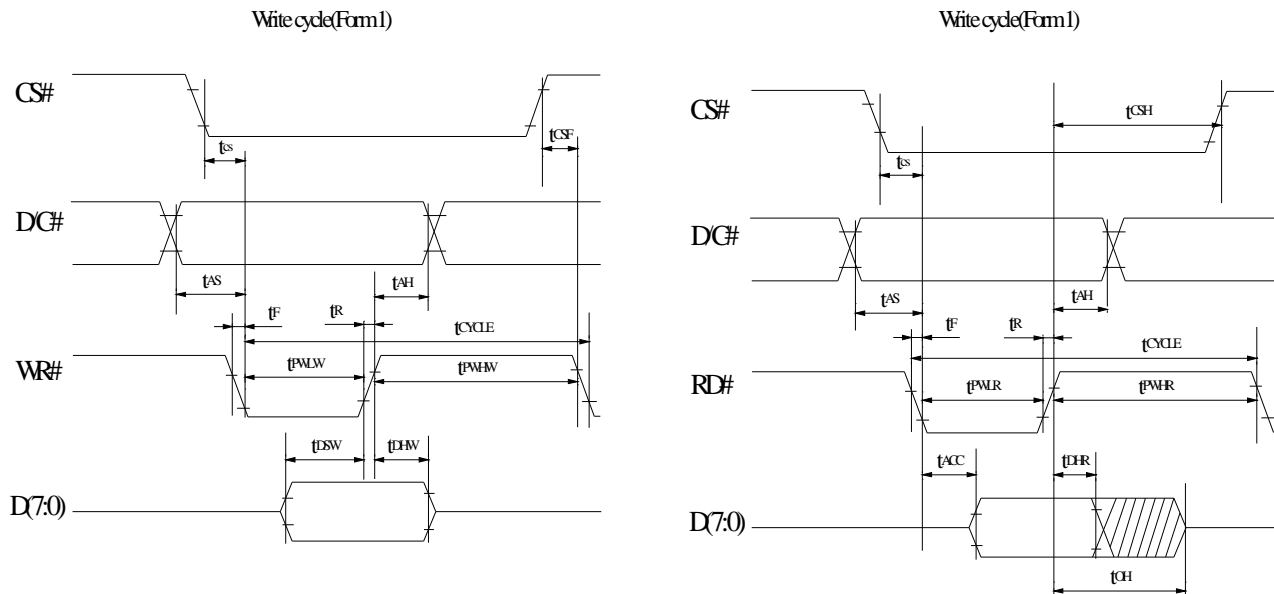 Write cycle(Form1)
CS#
tCSF
tCS
D/C#
tAS
tAH
tF
tR
tCYCLE
WR#
tPWLW
tPWHW
tDSW
tDHW
D(7:0)
Write cycle(Form1)
CS#
tCSH
tCS
D/C#
tAS
tAH
tF
tR
tCYCLE
RD#
tPWLR
tPWHR
tACC
tDHR
D(7:0)
tOH